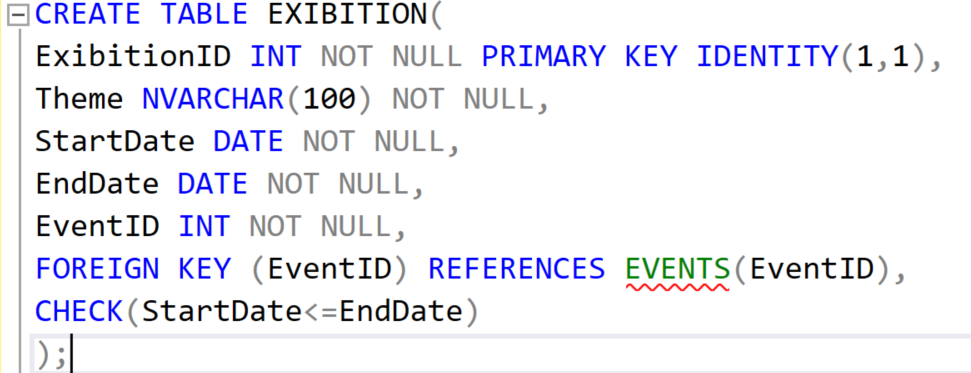 CREATE TABLE EXIBITION(
ExibitionID INT NOT NULL PRIMARY KEY IDENTITY(1,1),
Theme NVARCHAR(100) NOT NULL,
StartDate DATE NOT NULL,
EndDate DATE NOT NULL,
EventID INT NOT NULL,
FOREIGN KEY (EventID) REFERENCES EVENTS(EventID),
CHECK(StartDate<=EndDate)
);